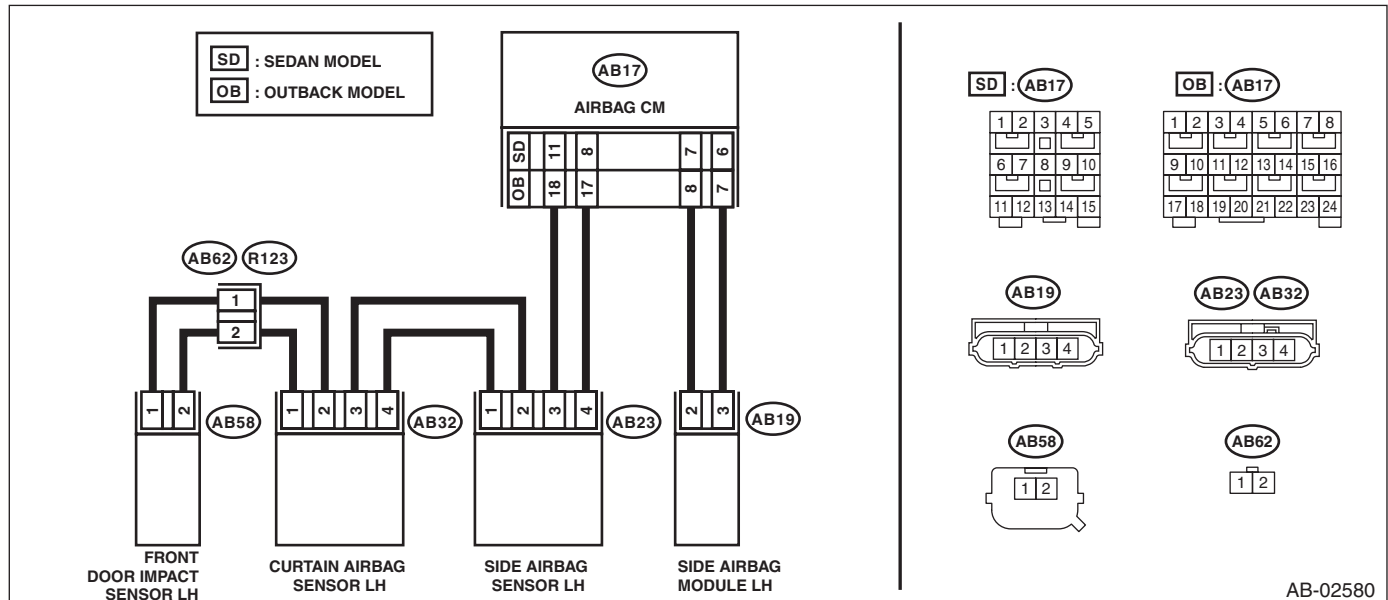 SD : SEDAN MODEL
OB : OUTBACK MODEL
AB17
AIRBAG CM
SD 11 8 7 6
OB 18 17 8 7
AB62 R123
1
2
1 2 AB58
1 2 3 4 AB32
1 2 3 4 AB23
2 3 AB19
FRONT
DOOR IMPACT
SENSOR LH
CURTAIN AIRBAG
SENSOR LH
SIDE AIRBAG
SENSOR LH
SIDE AIRBAG
MODULE LH
SD : AB17
1 2 3 4 5
6 7 8 9 10
11 12 13 14 15
OB : AB17
1 2 3 4 5 6 7 8
9 10 11 12 13 14 15 16
17 18 19 20 21 22 23 24
AB19
1 2 3 4
AB23 AB32
1 2 3 4
AB58
1 2
AB62
1 2
AB-02580